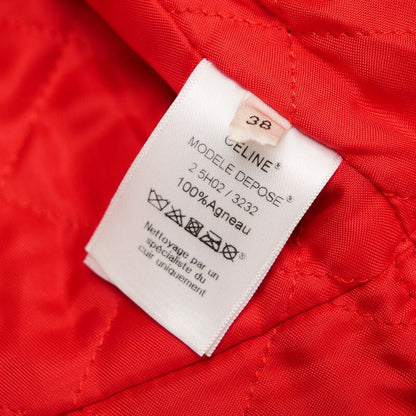 38
CELINE®
MODELE DEPOSE®
2 5H02 / 3232
100%Agneau
Nettoyage par un
spécialiste du
cuir uniquement